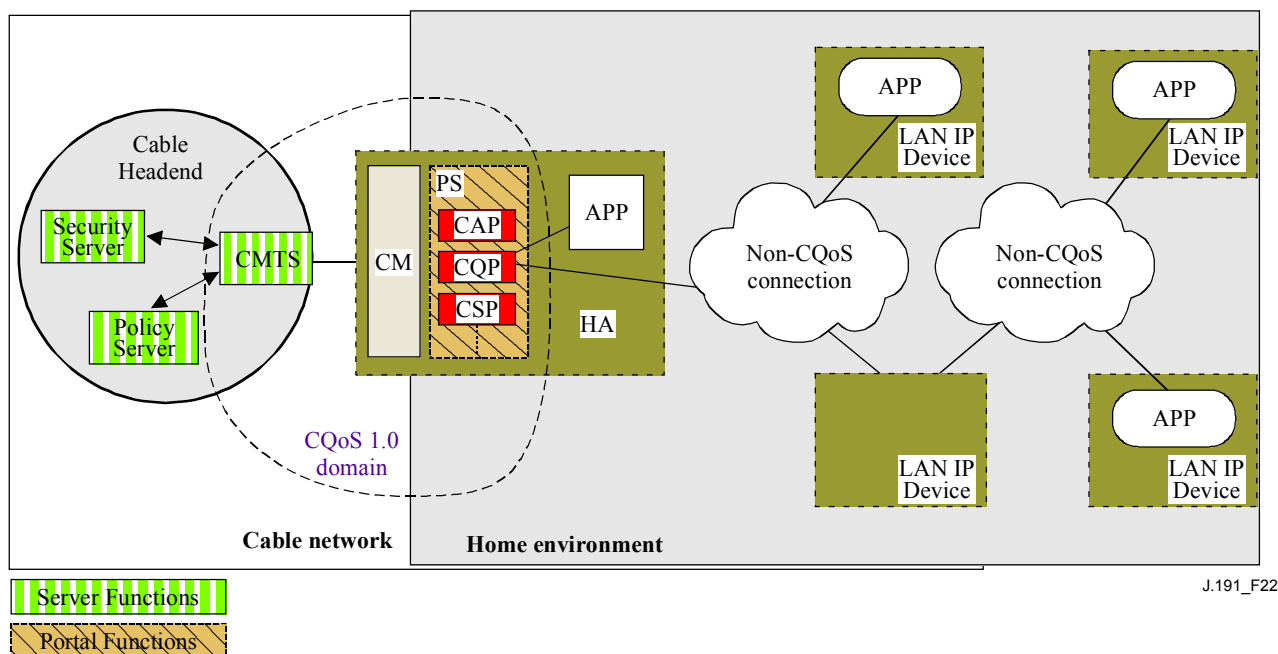 Cable
Headend
Security
Server
CMTS
Policy
Server
CQoS 1.0
domain
Cable network
CM
PS
CAP
CQP
CSP
APP
HA
Home environment
Non-CQoS
connection
APP
LAN IP
Device
Non-CQoS
connection
APP
LAN IP
Device
LAN IP
Device
APP
LAN IP
Device
J.191_F22
Server Functions
Portal Functions